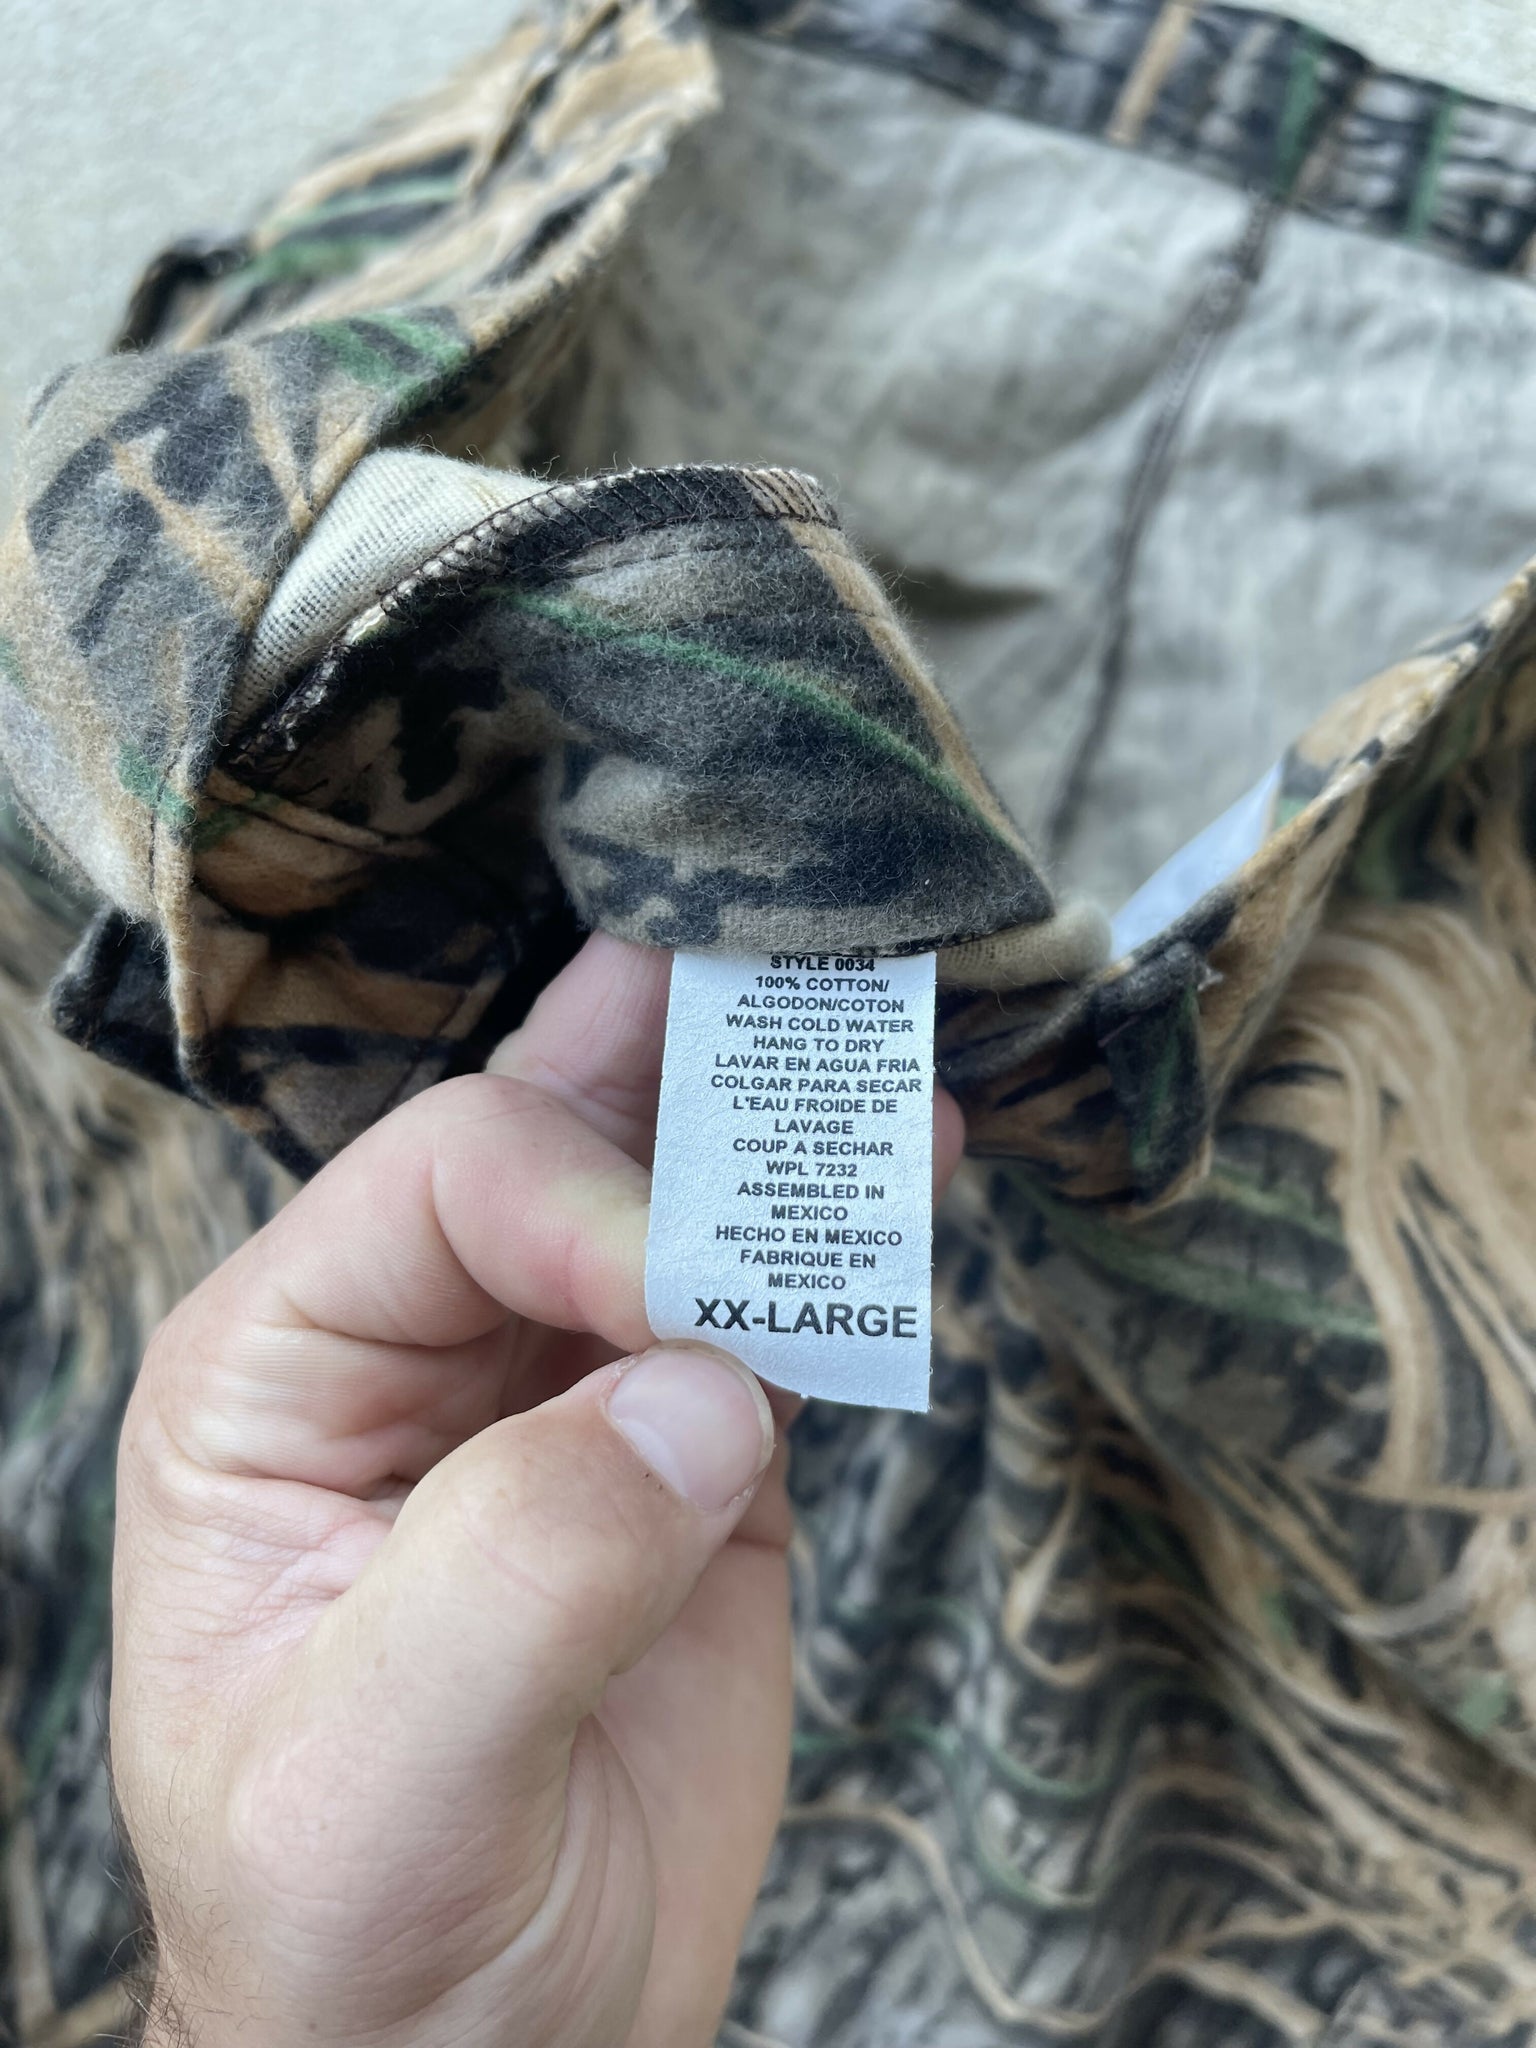 STYLE 0034
100% COTTON/
ALGODON/COTON
WASH COLD WATER
HANG TO DRY
LAVAR EN AGUA FRIA
COLGAR PARA SECAR
L'EAU FROIDE DE
LAVAGE
COUP A SECHAR
WPL 7232
ASSEMBLED IN
MEXICO
HECHO EN MEXICO
FABRIQUE EN
MEXICO
XX-LARGE